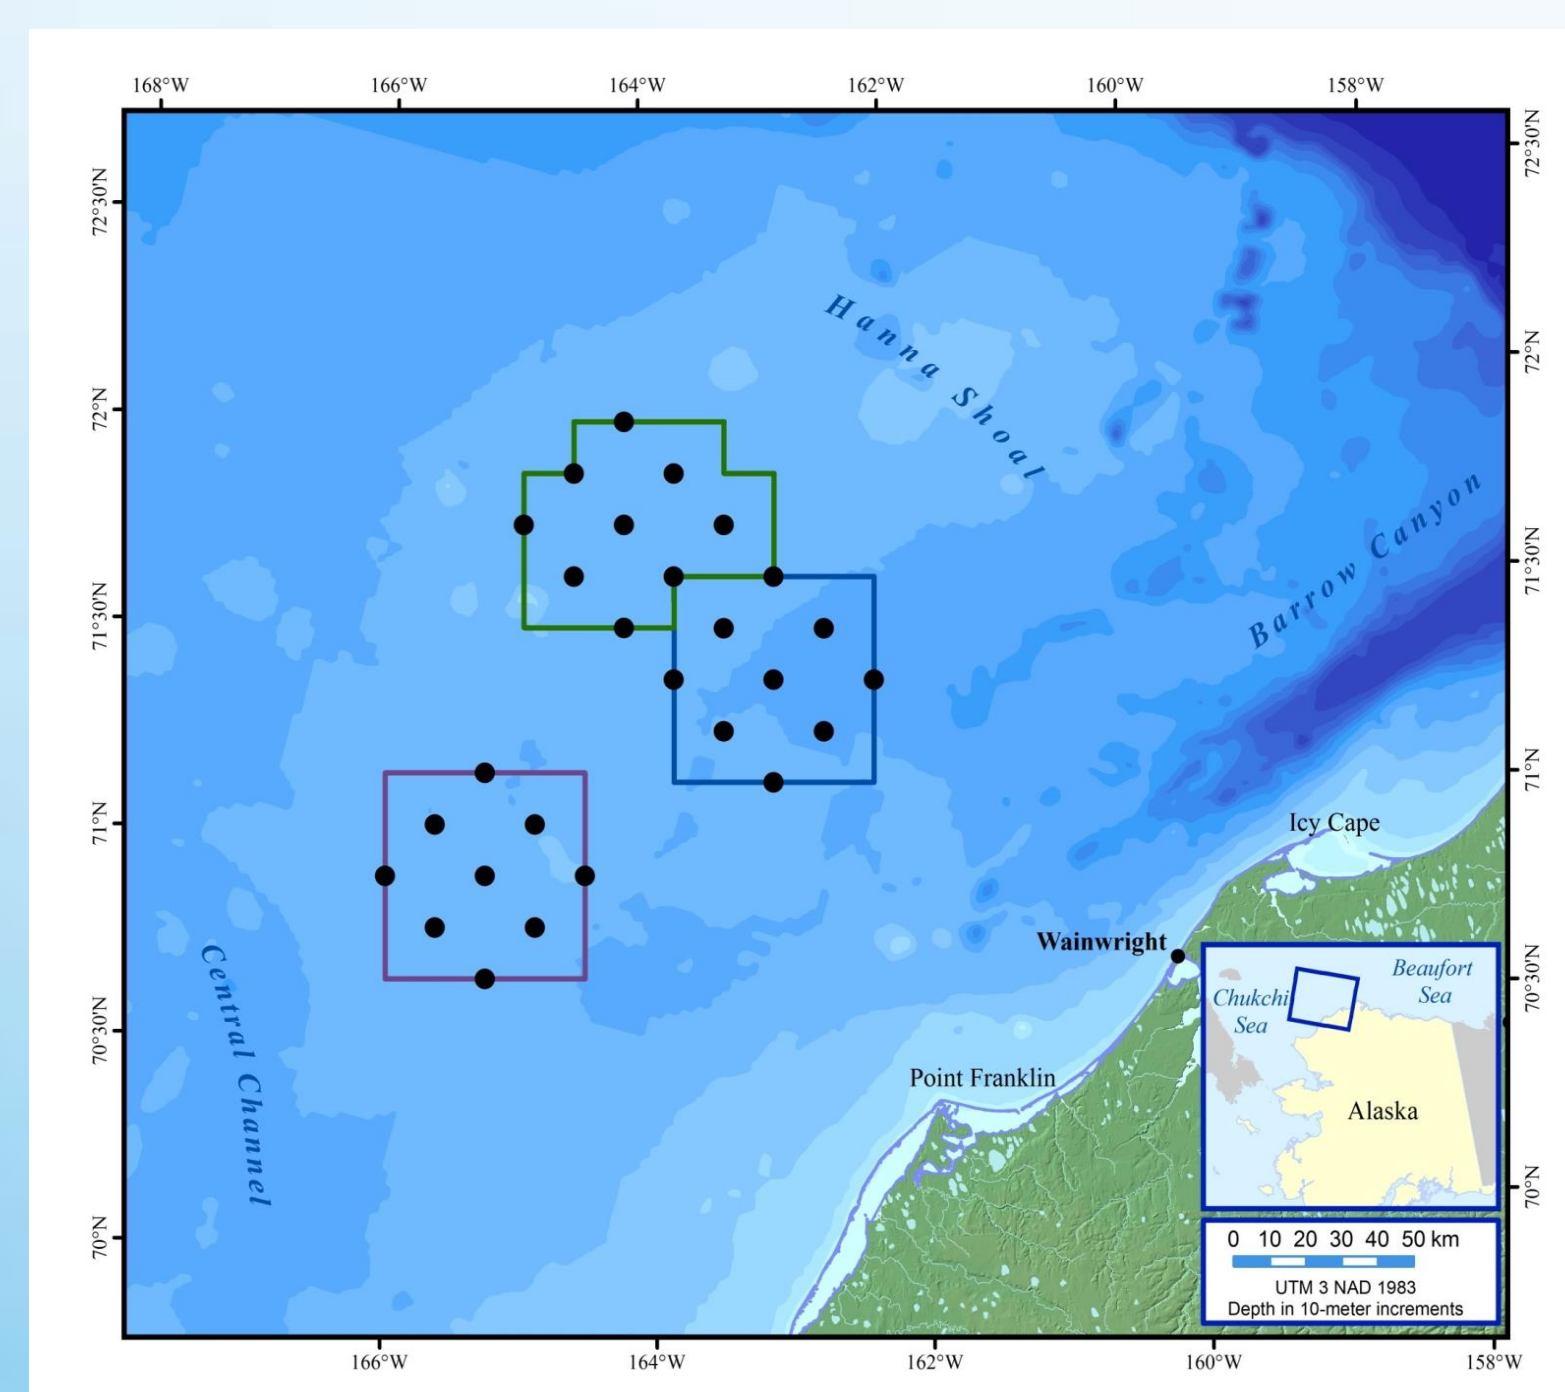 168°W 166°W 164°W 162°W 160°W 158°W
72°30'N
72°30'N
Hanna Shoal
72°N
72°N
Barrow Canyon
71°30'N
71°30'N
71°N
71°N
Icy Cape
Wainwright
Central Channel
Beaufort
Sea
Chukchi
Sea
70°30'N
70°30'N
Point Franklin
Alaska
70°N
70°N
0 10 20 30 40 50 km
UTM 3 NAD 1983
Depth in 10-meter increments
166°W 164°W 162°W 160°W 158°W